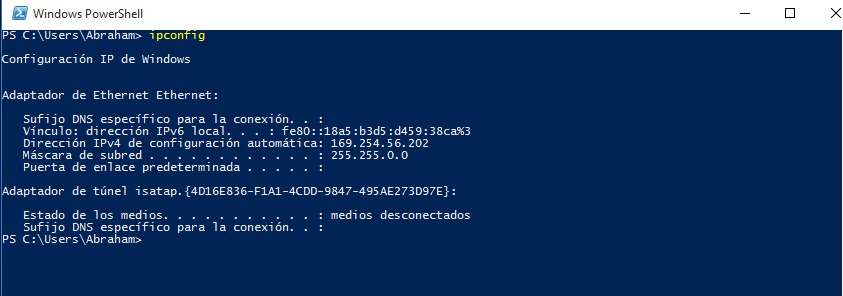 Windows PowerShell
PS C:\Users\Abraham> ipconfig
Configuración IP de Windows
Adaptador de Ethernet Ethernet:
Sufijo DNS específico para la conexión. . :
Vínculo: dirección IPv6 local. . . : fe80::18a5:b3d5:d459:38ca%3
Dirección IPv4 de configuración automática: 169.254.56.202
Máscara de subred . . . . . . . . . . . . : 255.255.0.0
Puerta de enlace predeterminada . . . . . :
Adaptador de túnel isatap.{4D16E836-F1A1-4CDD-9847-495AE273D97E}:
Estado de los medios. . . . . . . . . . . : medios desconectados
Sufijo DNS específico para la conexión. . :
PS C:\Users\Abraham>